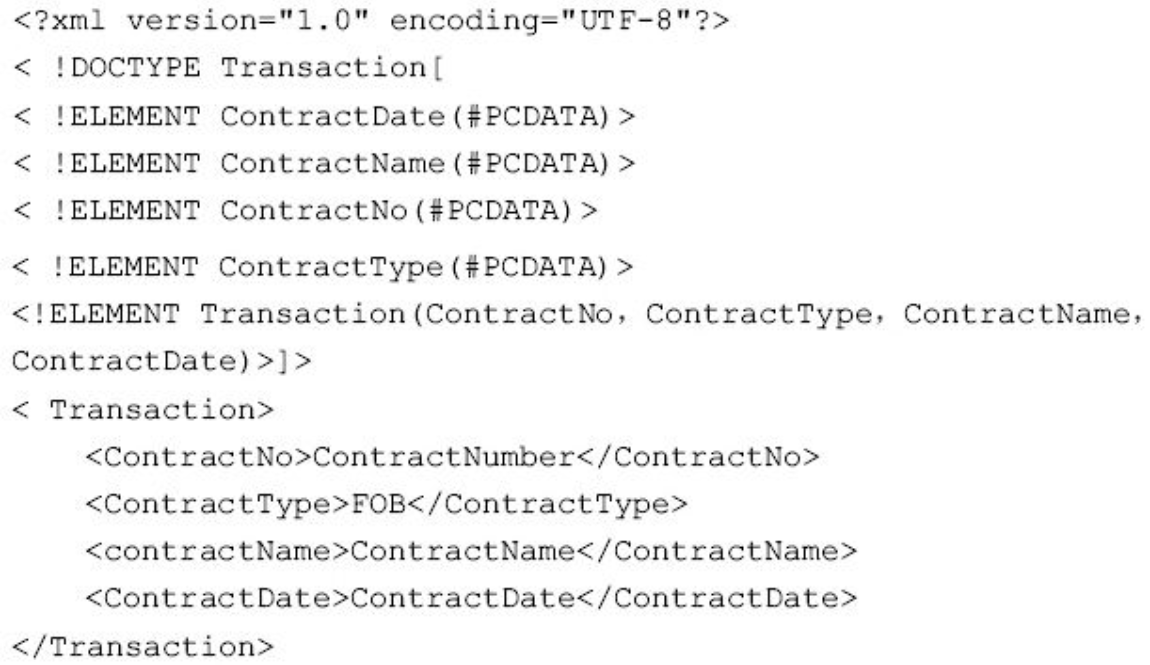 <?xml version="1.0" encoding="UTF-8"?>
< !DOCTYPE Transaction[
< !ELEMENT ContractDate(#PCDATA)>
< !ELEMENT ContractName(#PCDATA)>
< !ELEMENT ContractNo(#PCDATA)>
< !ELEMENT ContractType(#PCDATA)>
<!ELEMENT Transaction(ContractNo，ContractType，ContractName，
ContractDate)>]>
< Transaction>
<ContractNo>ContractNumber</ContractNo>
<ContractType>FOB</ContractType>
<contractName>ContractName</ContractName>
<ContractDate>ContractDate</ContractDate>
</Transaction>